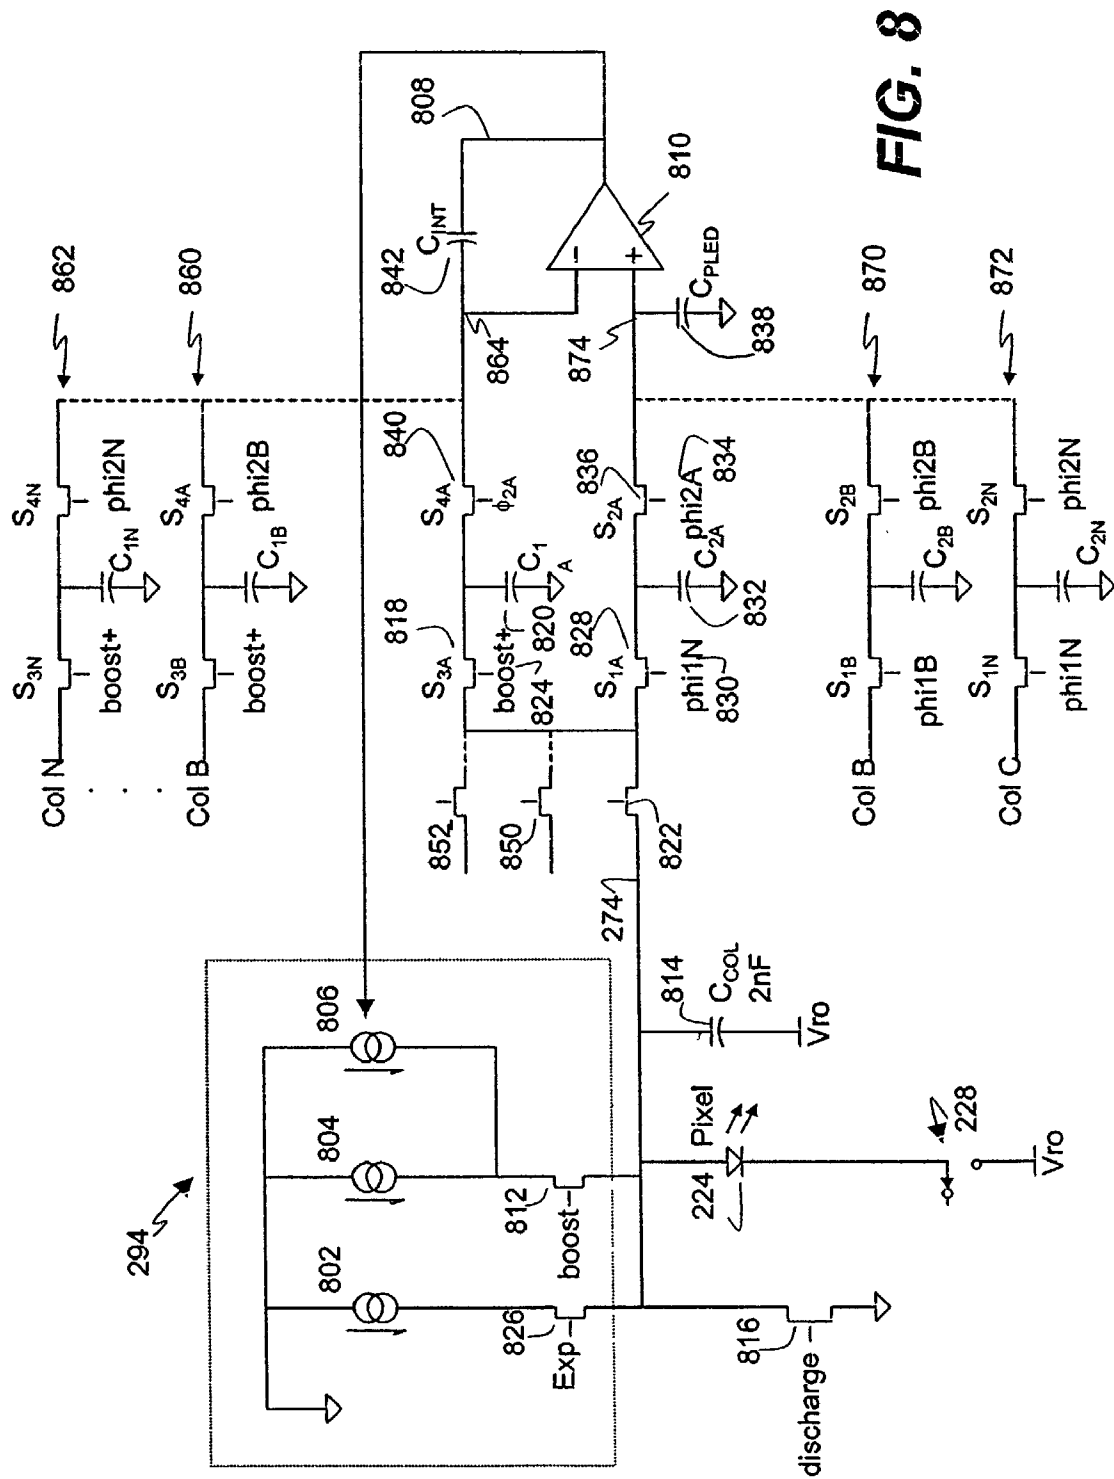 FIG. 8
808
862
Col N
S3N
boost+
C1N
S4N
phi2N
860
Col B
S3B
boost+
C1B
S4A
phi2B
842
CINT
864
810
−
+
874
CPLED
838
852
850
822
818
S3A
boost+
824
820
C1
A
840
S4A
ϕ2A
828
S1A
phi1N
830
832
C2A
S2A
836
phi2A
834
870
Col B
S1B
phi1B
C2B
S2B
phi2B
872
Col C
S1N
phi1N
C2N
S2N
phi2N
274
294
802
804
806
826
Exp
812
boost
814
CCOL
2nF
Vro
Pixel
224
228
Vro
816
discharge